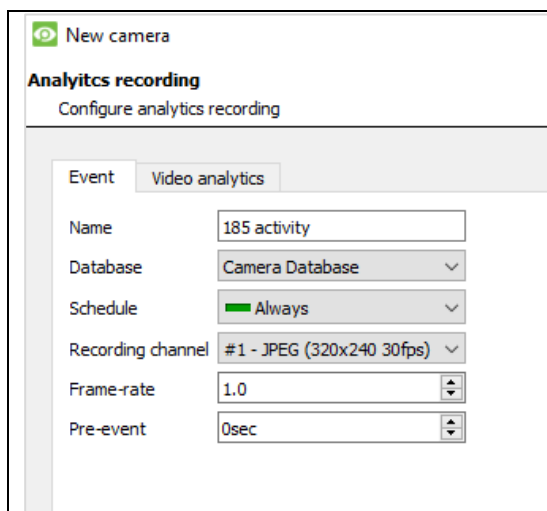 New camera
Analyitcs recording
Configure analytics recording
Event Video analytics
Name 185 activity
Database Camera Database
Schedule Always
Recording channel #1 - JPEG (320x240 30fps)
Frame-rate 1.0
Pre-event 0sec